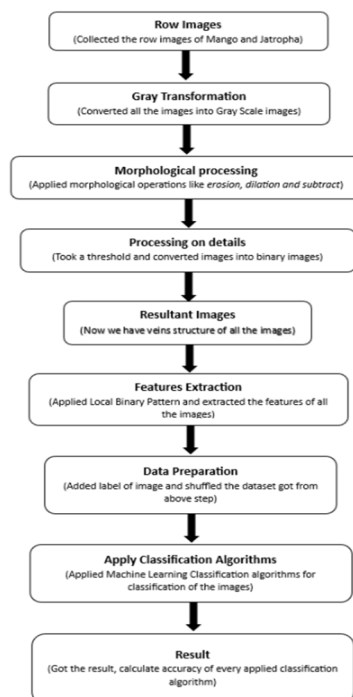 Row Images
(Collected the row images of Mango and Jatropha)
Gray Transformation
(Converted all the images into Gray Scale images)
Morphological processing
(Applied morphological operations like erosion, dilation and subtract)
Processing on details
(Took a threshold and converted images into binary images)
Resultant Images
(Now we have veins structure of all the images)
Features Extraction
(Applied Local Binary Pattern and extracted the features of all
the images)
Data Preparation
(Added label of image and shuffled the dataset got from
above step)
Apply Classification Algorithms
(Applied Machine Learning Classification algorithms for
classification of the images)
Result
(Got the result, calculate accuracy of every applied classification
algorithm)